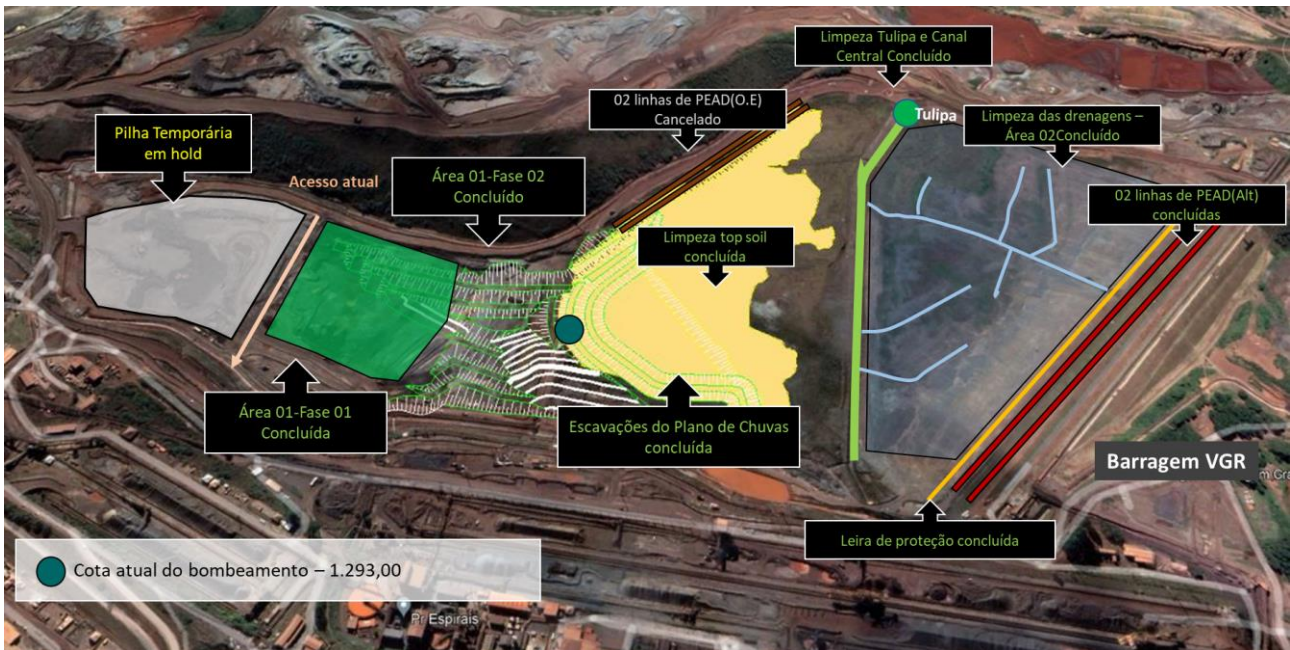 Limpeza Tulipa e Canal
Central Concluído
02 linhas de PEAD(O.E)
Cancelado
Tulipa
Limpeza das drenagens –
Área 02Concluído
Pilha Temporária
em hold
Acesso atual
Área 01-Fase 02
Concluído
02 linhas de PEAD(Alt)
concluídas
Limpeza top soil
concluída
Área 01-Fase 01
Concluída
Escavações do Plano de Chuvas
concluída
Barragem VGR
m Gra
Leira de proteção concluída
Cota atual do bombeamento – 1.293,00
Pr Espirais